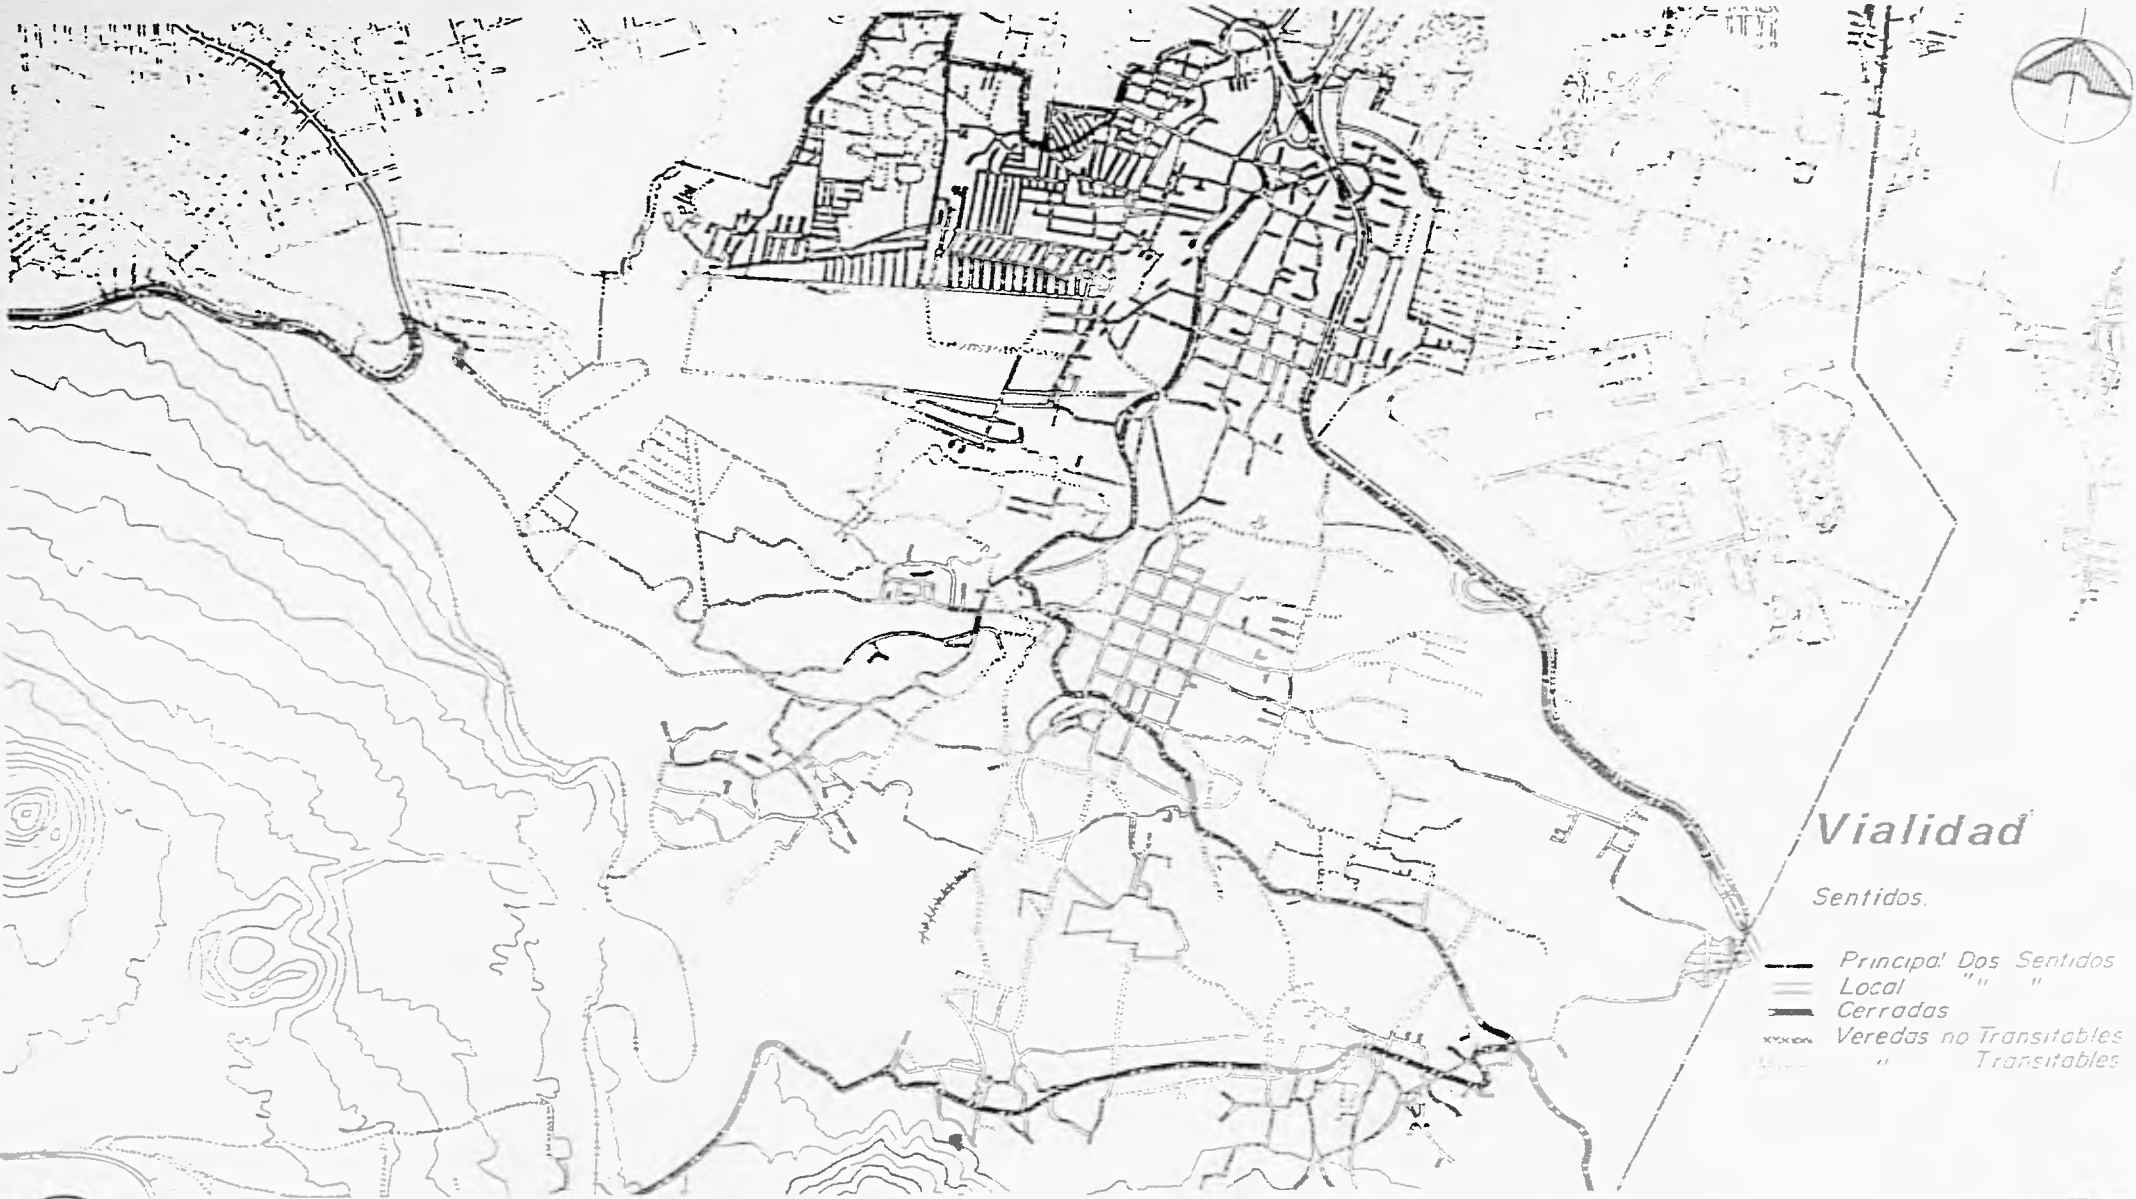 Vialidad
Sentidos.
Principal Dos Sentidos
Local " "
Cerradas
Veredas no Transitables
" Transitables